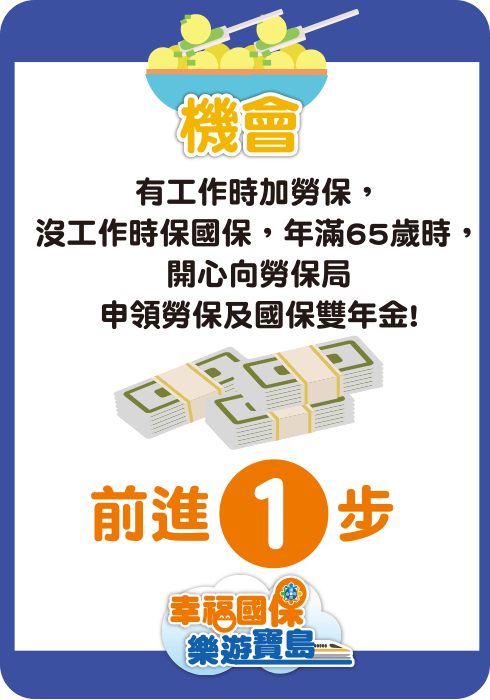 機會
有工作時加勞保，
沒工作時保國保，年滿65歲時，
開心向勞保局
申領勞保及國保雙年金!
前進1步
幸福國保
樂遊寶島